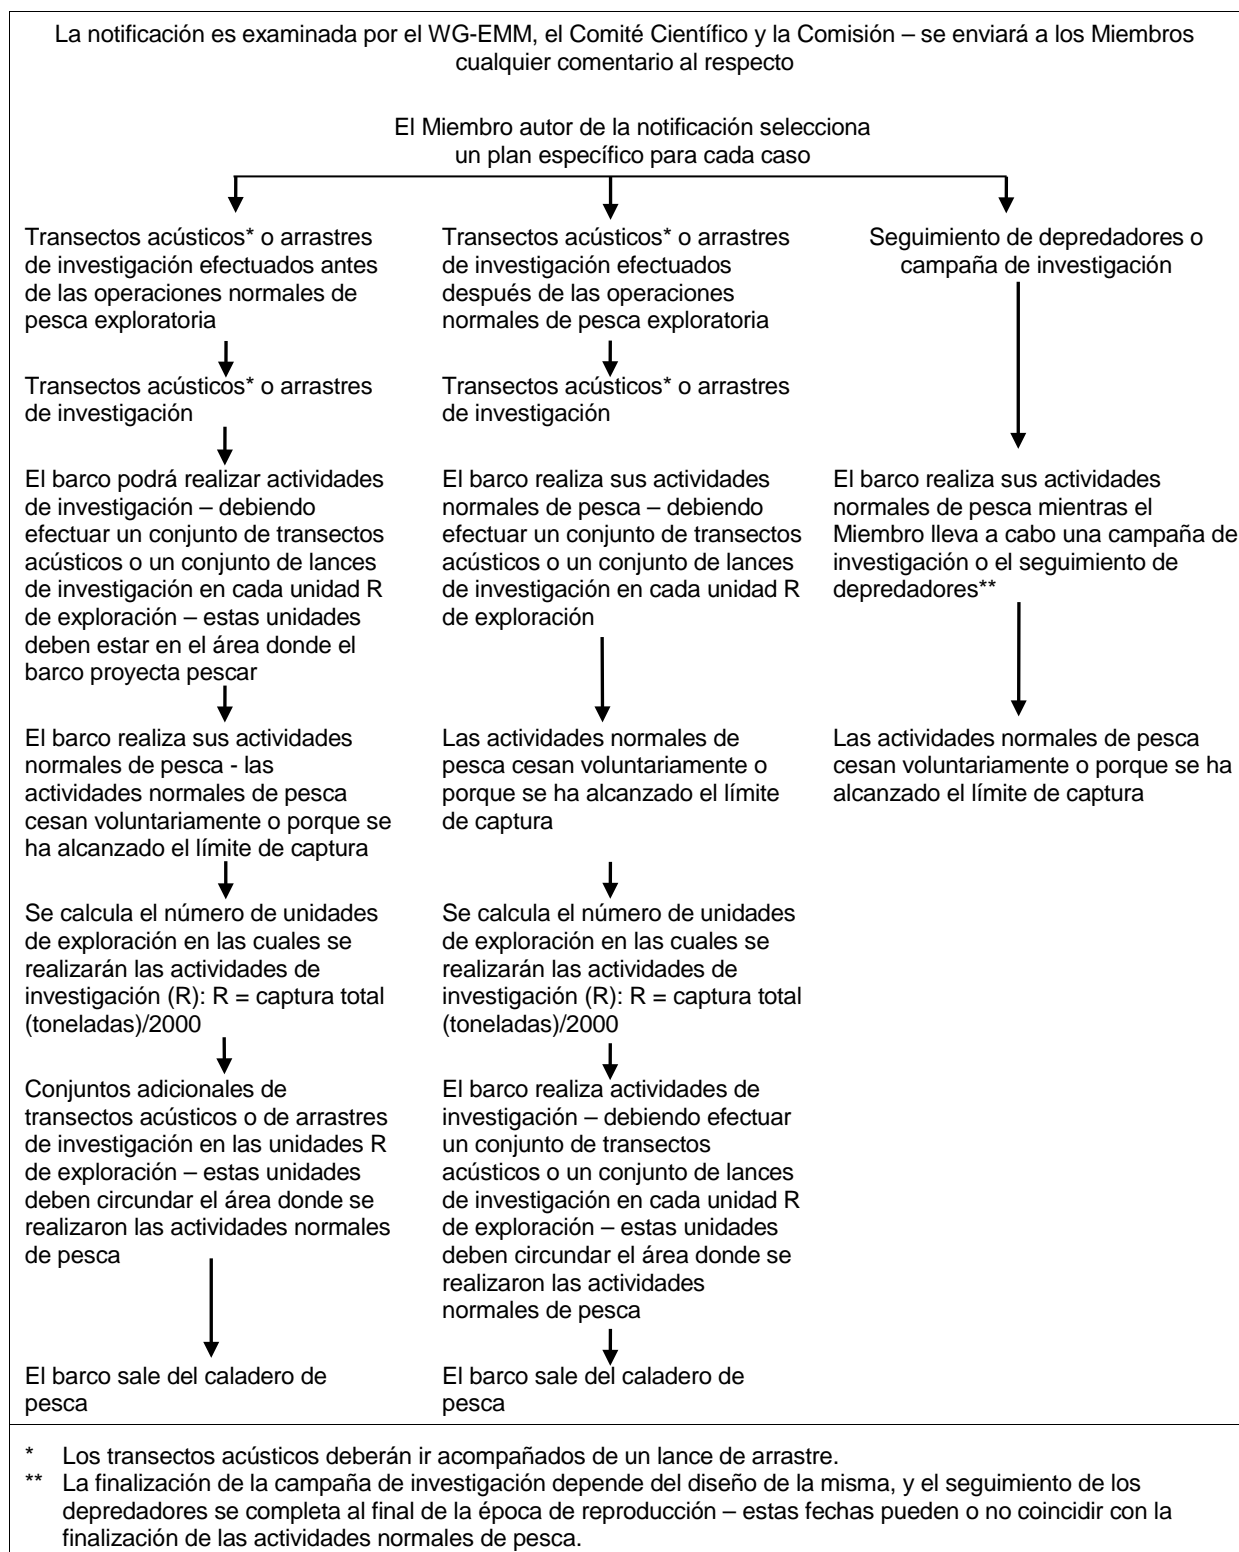 La notificación es examinada por el WG-EMM, el Comité Científico y la Comisión – se enviará a los Miembros
cualquier comentario al respecto
El Miembro autor de la notificación selecciona
un plan específico para cada caso
Transectos acústicos* o arrastres
de investigación efectuados antes
de las operaciones normales de
pesca exploratoria
Transectos acústicos* o arrastres
de investigación
El barco podrá realizar actividades
de investigación – debiendo
efectuar un conjunto de transectos
acústicos o un conjunto de lances
de investigación en cada unidad R
de exploración – estas unidades
deben estar en el área donde el
barco proyecta pescar
El barco realiza sus actividades
normales de pesca - las
actividades normales de pesca
cesan voluntariamente o porque se
ha alcanzado el límite de captura
Se calcula el número de unidades
de exploración en las cuales se
realizarán las actividades de
investigación (R): R = captura total
(toneladas)/2000
Conjuntos adicionales de
transectos acústicos o de arrastres
de investigación en las unidades R
de exploración – estas unidades
deben circundar el área donde se
realizaron las actividades normales
de pesca
El barco sale del caladero de
pesca
Transectos acústicos* o arrastres
de investigación efectuados
después de las operaciones
normales de pesca exploratoria
Transectos acústicos* o arrastres
de investigación
El barco realiza sus actividades
normales de pesca – debiendo
efectuar un conjunto de transectos
acústicos o un conjunto de lances
de investigación en cada unidad R
de exploración
Las actividades normales de
pesca cesan voluntariamente o
porque se ha alcanzado el límite
de captura
Se calcula el número de unidades
de exploración en las cuales se
realizarán las actividades de
investigación (R): R = captura total
(toneladas)/2000
El barco realiza actividades de
investigación – debiendo efectuar
un conjunto de transectos
acústicos o un conjunto de lances
de investigación en cada unidad R
de exploración – estas unidades
deben circundar el área donde se
realizaron las actividades
normales de pesca
El barco sale del caladero de
pesca
Seguimiento de depredadores o
campaña de investigación
El barco realiza sus actividades
normales de pesca mientras el
Miembro lleva a cabo una campaña de
investigación o el seguimiento de
depredadores**
Las actividades normales de pesca
cesan voluntariamente o porque se ha
alcanzado el límite de captura
* Los transectos acústicos deberán ir acompañados de un lance de arrastre.
** La finalización de la campaña de investigación depende del diseño de la misma, y el seguimiento de los
depredadores se completa al final de la época de reproducción – estas fechas pueden o no coincidir con la
finalización de las actividades normales de pesca.